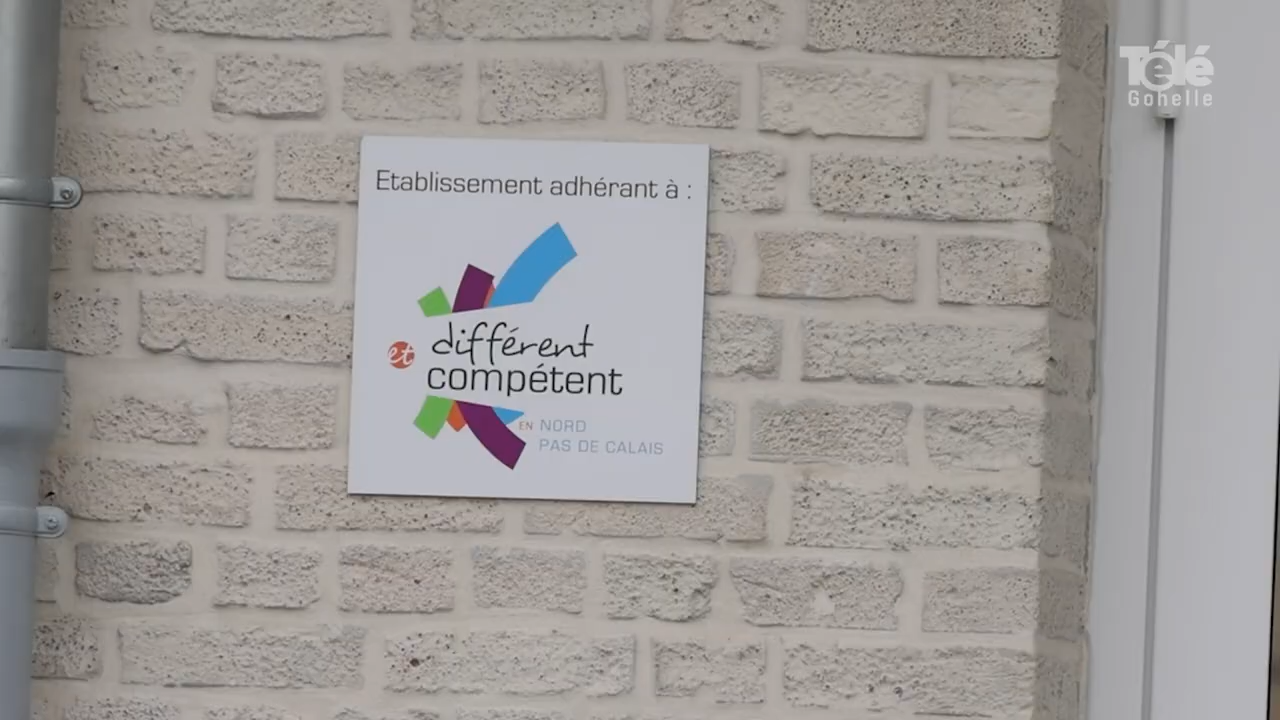 Télé
Gohelle
Etablissement adhérant à :
différent
et
compétent
EN NORD
PAS DE CALAIS